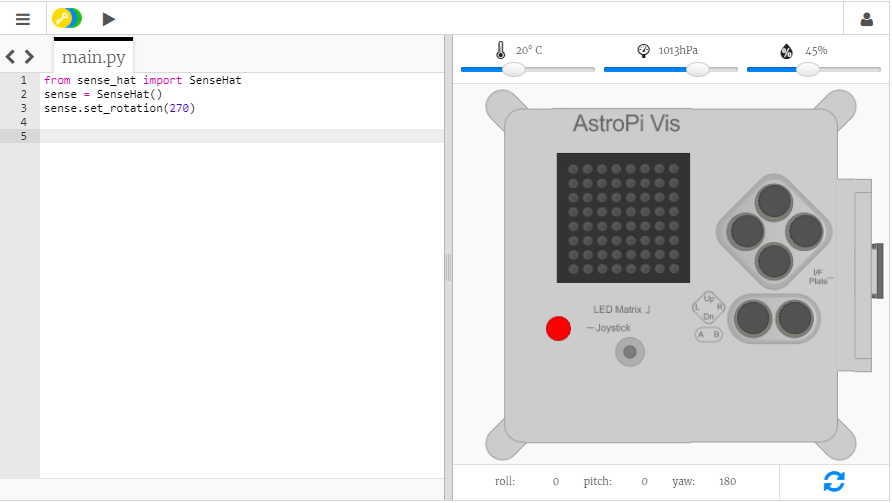 main.py
1 from sense_hat import SenseHat
2 sense = SenseHat()
3 sense.set_rotation(270)
4
5
20° C 1013hPa 45%
AstroPi Vis
I/F
Plate
LED Matrix
Joystick
Up
L R
Dn
A B
roll: 0 pitch: 0 yaw: 180